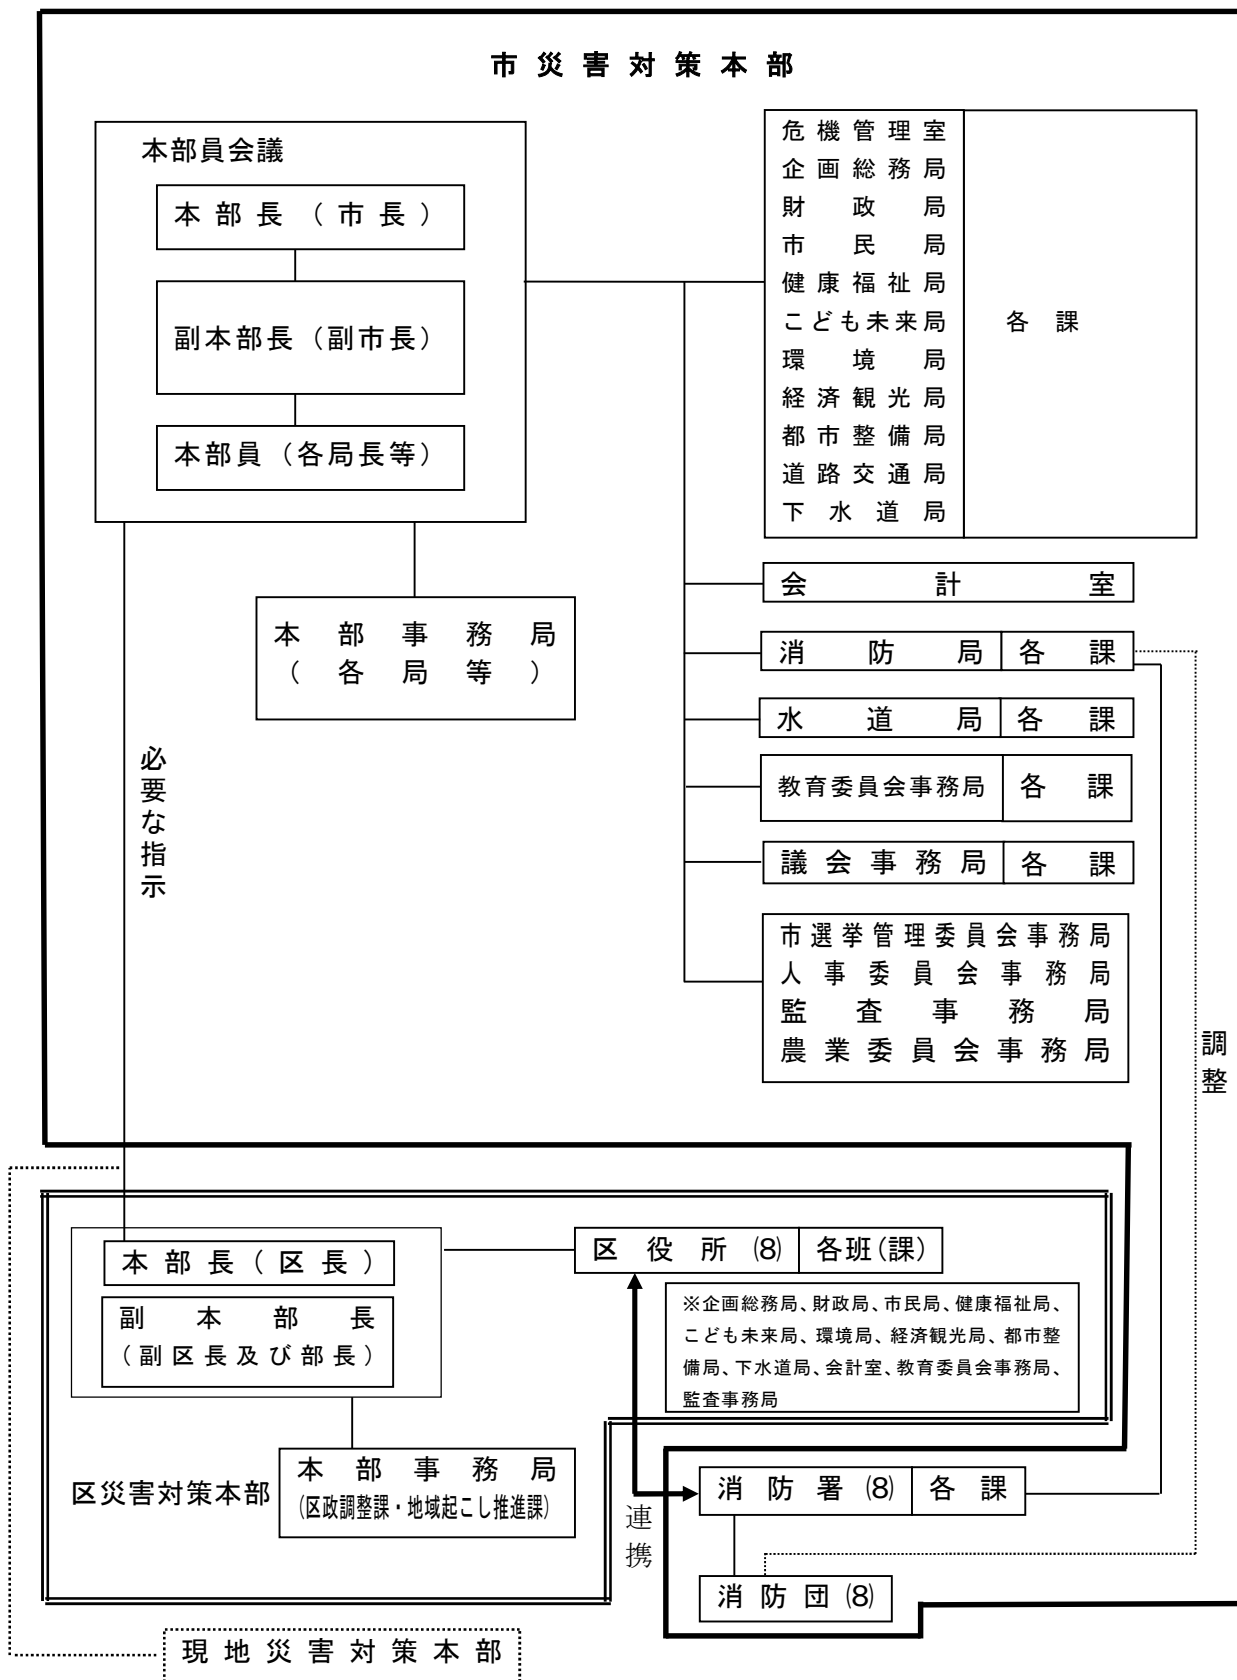 市災害対策本部
本部員会議
本部長（市長）
副本部長（副市長）
本部員（各局長等）
本部事務局
（各局等）
必要な指示
危機管理室
企画総務局
財政局
市民局
健康福祉局
こども未来局
環境局
経済観光局
都市整備局
道路交通局
下水道局
各課
会計室
消防局 各課
水道局 各課
教育委員会事務局 各課
議会事務局 各課
市選挙管理委員会事務局
人事委員会事務局
監査事務局
農業委員会事務局
調整
本部長（区長）
副本部長
（副区長及び部長）
区役所(8) 各班(課)
※企画総務局、財政局、市民局、健康福祉局、
こども未来局、環境局、経済観光局、都市整
備局、下水道局、会計室、教育委員会事務局、
監査事務局
区災害対策本部
本部事務局
(区政調整課・地域起こし推進課)
連携
消防署(8) 各課
消防団(8)
現地災害対策本部